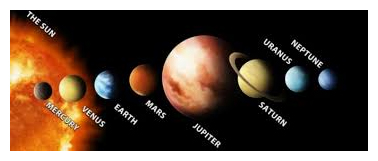 THE SUN
MERCURY
VENUS
EARTH
MARS
JUPITER
SATURN
URANUS
NEPTUNE